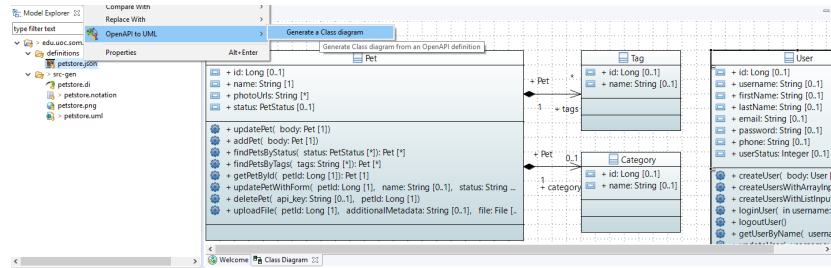 Model Explorer
Compare With
Replace With
type filter text
OpenAPI to UML
Generate a Class diagram
Properties
Alt+Enter
Generate Class diagram from an OpenAPI definition
> edu.uoc.som.
definitions
petstore.json
> src-gen
petstore.di
> petstore.notation
petstore.png
> petstore.uml
Pet
+ id: Long [0..1]
+ name: String [1]
+ photoUrls: String [*]
+ status: PetStatus [0..1]
+ updatePet( body: Pet [1])
+ addPet( body: Pet [1])
+ findPetsByStatus( status: PetStatus [*]): Pet [*]
+ findPetsByTags( tags: String [*]): Pet [*]
+ getPetById( petId: Long [1]): Pet [1]
+ updatePetWithForm( petId: Long [1], name: String [0..1], status: String ...
+ deletePet( api_key: String [0..1], petId: Long [1])
+ uploadFile( petId: Long [1], additionalMetadata: String [0..1], file: File [..
+ Pet
*
1
+ tags
+ Pet
0..1
1
+ category
Tag
+ id: Long [0..1]
+ name: String [0..1]
Category
+ id: Long [0..1]
+ name: String [0..1]
User
+ id: Long [0..1]
+ username: String [0..1]
+ firstName: String [0..1]
+ lastName: String [0..1]
+ email: String [0..1]
+ password: String [0..1]
+ phone: String [0..1]
+ userStatus: Integer [0..1]
+ createUser( body: User [
+ createUsersWithArrayInp
+ createUsersWithListInput
+ loginUser( in username:
+ logoutUser()
+ getUserByName( userna
Welcome
Class Diagram